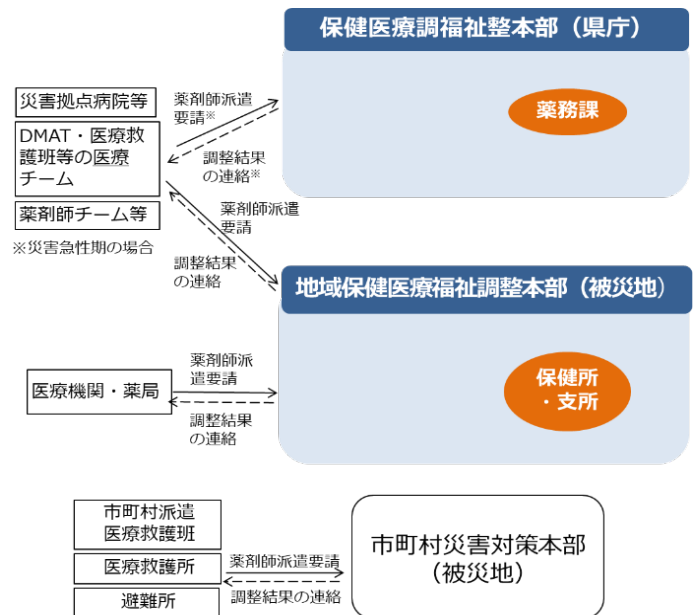 保健医療調福祉整本部（県庁）
薬務課
災害拠点病院等
DMAT・医療救
護班等の医療
チーム
薬剤師チーム等
※災害急性期の場合
薬剤師派遣
要請※
調整結果
の連絡※
薬剤師派遣
要請
調整結果
の連絡
地域保健医療福祉調整本部（被災地）
保健所
・支所
医療機関・薬局
薬剤師派
遣要請
調整結果
の連絡
市町村派遣
医療救護班
医療救護所
避難所
薬剤師派遣要請
調整結果の連絡
市町村災害対策本部
（被災地）